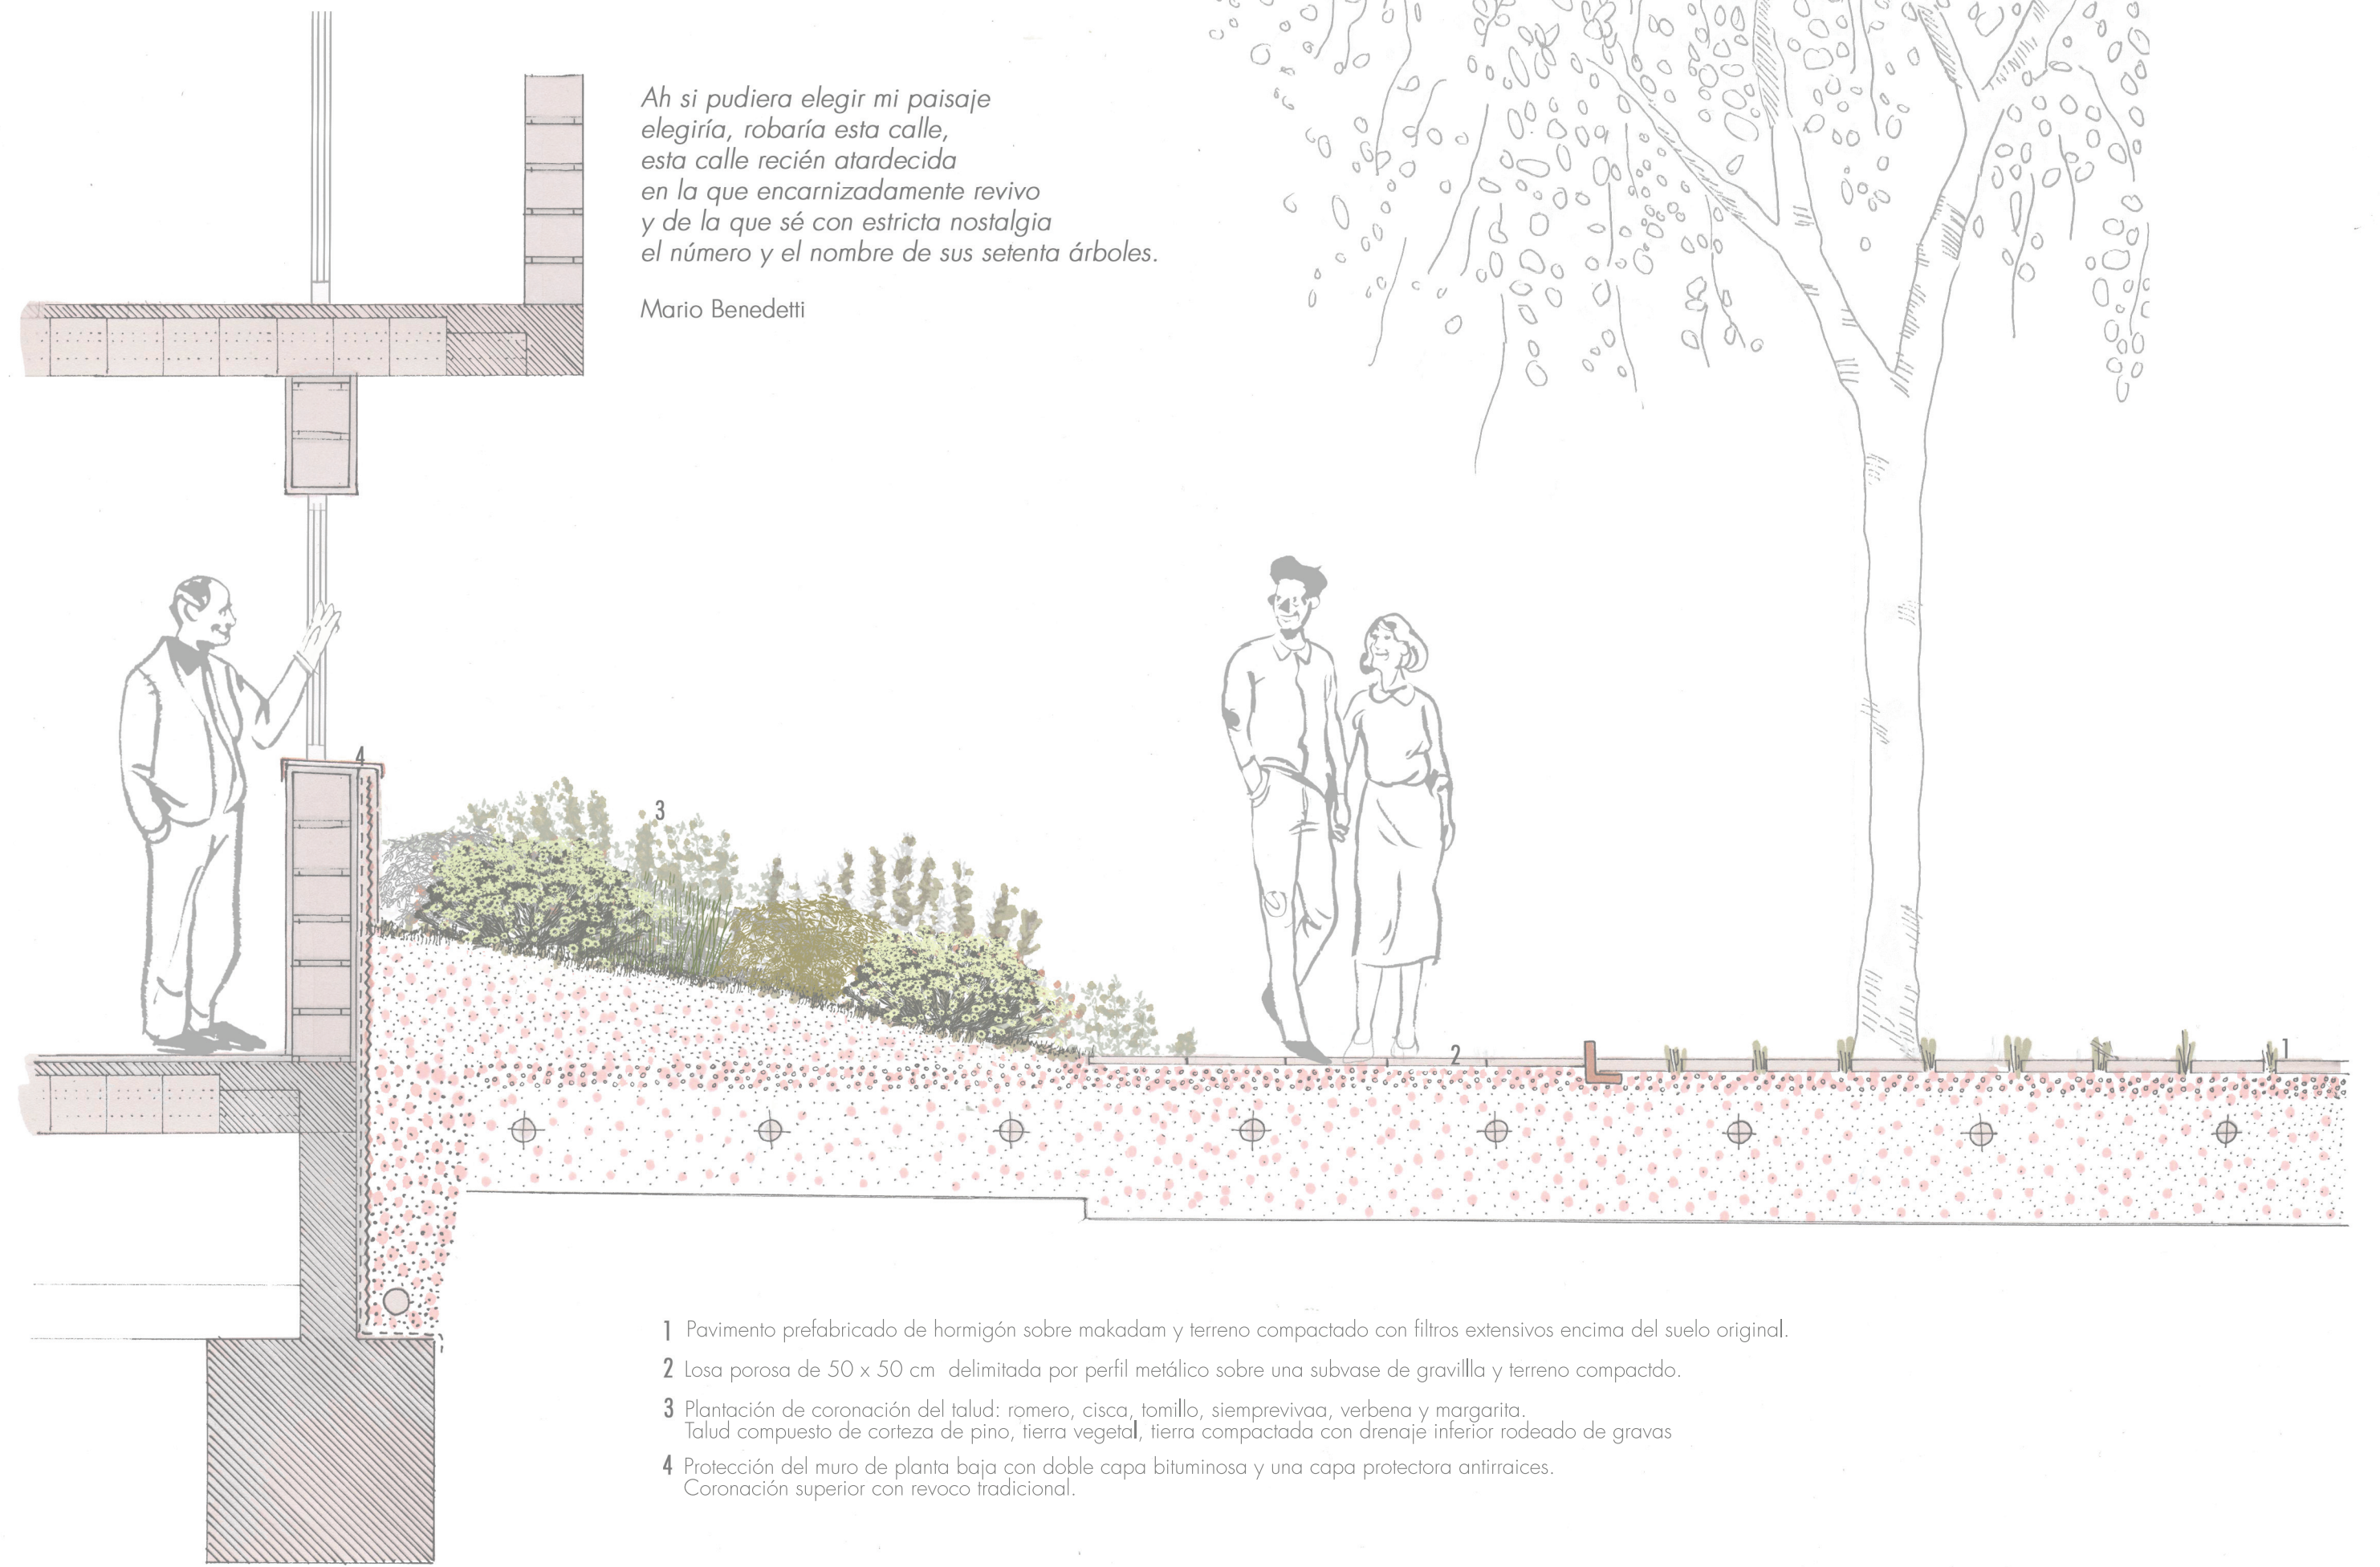 Ah si pudiera elegir mi paisaje
elegiría, robaría esta calle,
esta calle recién atardecida
en la que encarnizadamente revivo
y de la que sé con estricta nostalgia
el número y el nombre de sus setenta árboles.
Mario Benedetti
4
3
2
1
1 Pavimento prefabricado de hormigón sobre makadam y terreno compactado con filtros extensivos encima del suelo original.
2 Losa porosa de 50 x 50 cm delimitada por perfil metálico sobre una subvase de gravillla y terreno compactdo.
3 Plantación de coronación del talud: romero, cisca, tomillo, siemprevivaa, verbena y margarita.
Talud compuesto de corteza de pino, tierra vegetal, tierra compactada con drenaje inferior rodeado de gravas
4 Protección del muro de planta baja con doble capa bituminosa y una capa protectora antirraices.
Coronación superior con revoco tradicional.